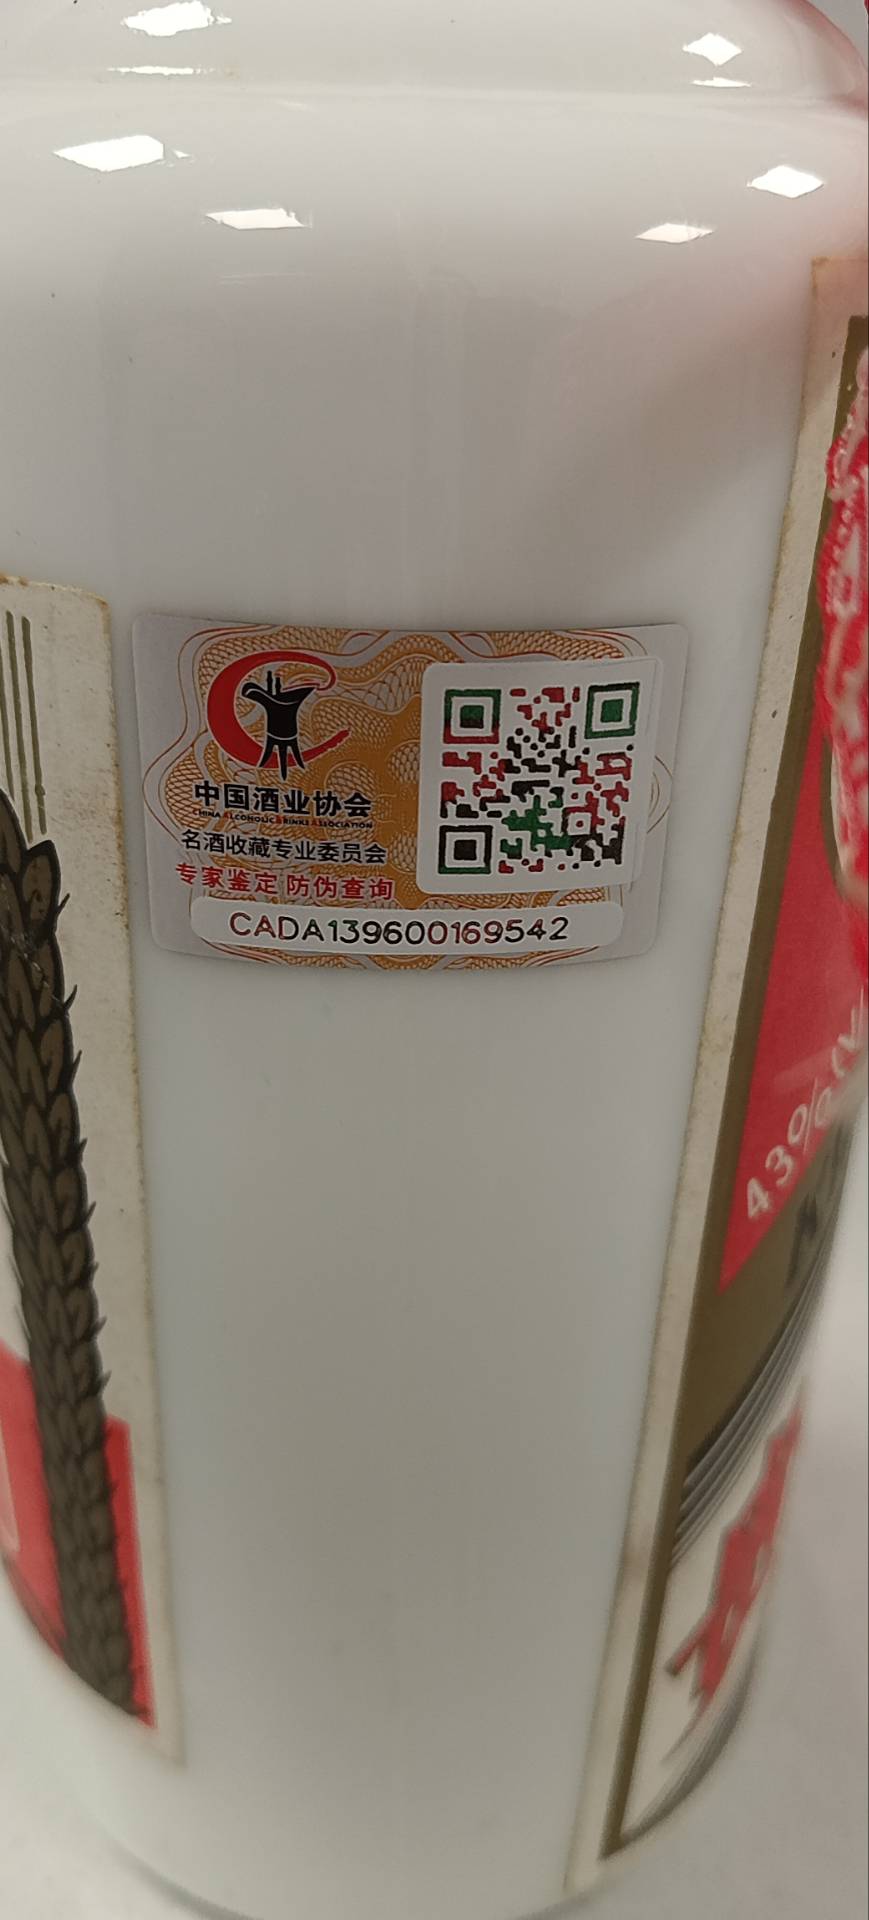 中国酒业协会
CHINA ALCOHOLIC DRINKS ASSOCIATION
名酒收藏专业委员会
专家鉴定 防伪查询
CADA139600169542
43%(V/